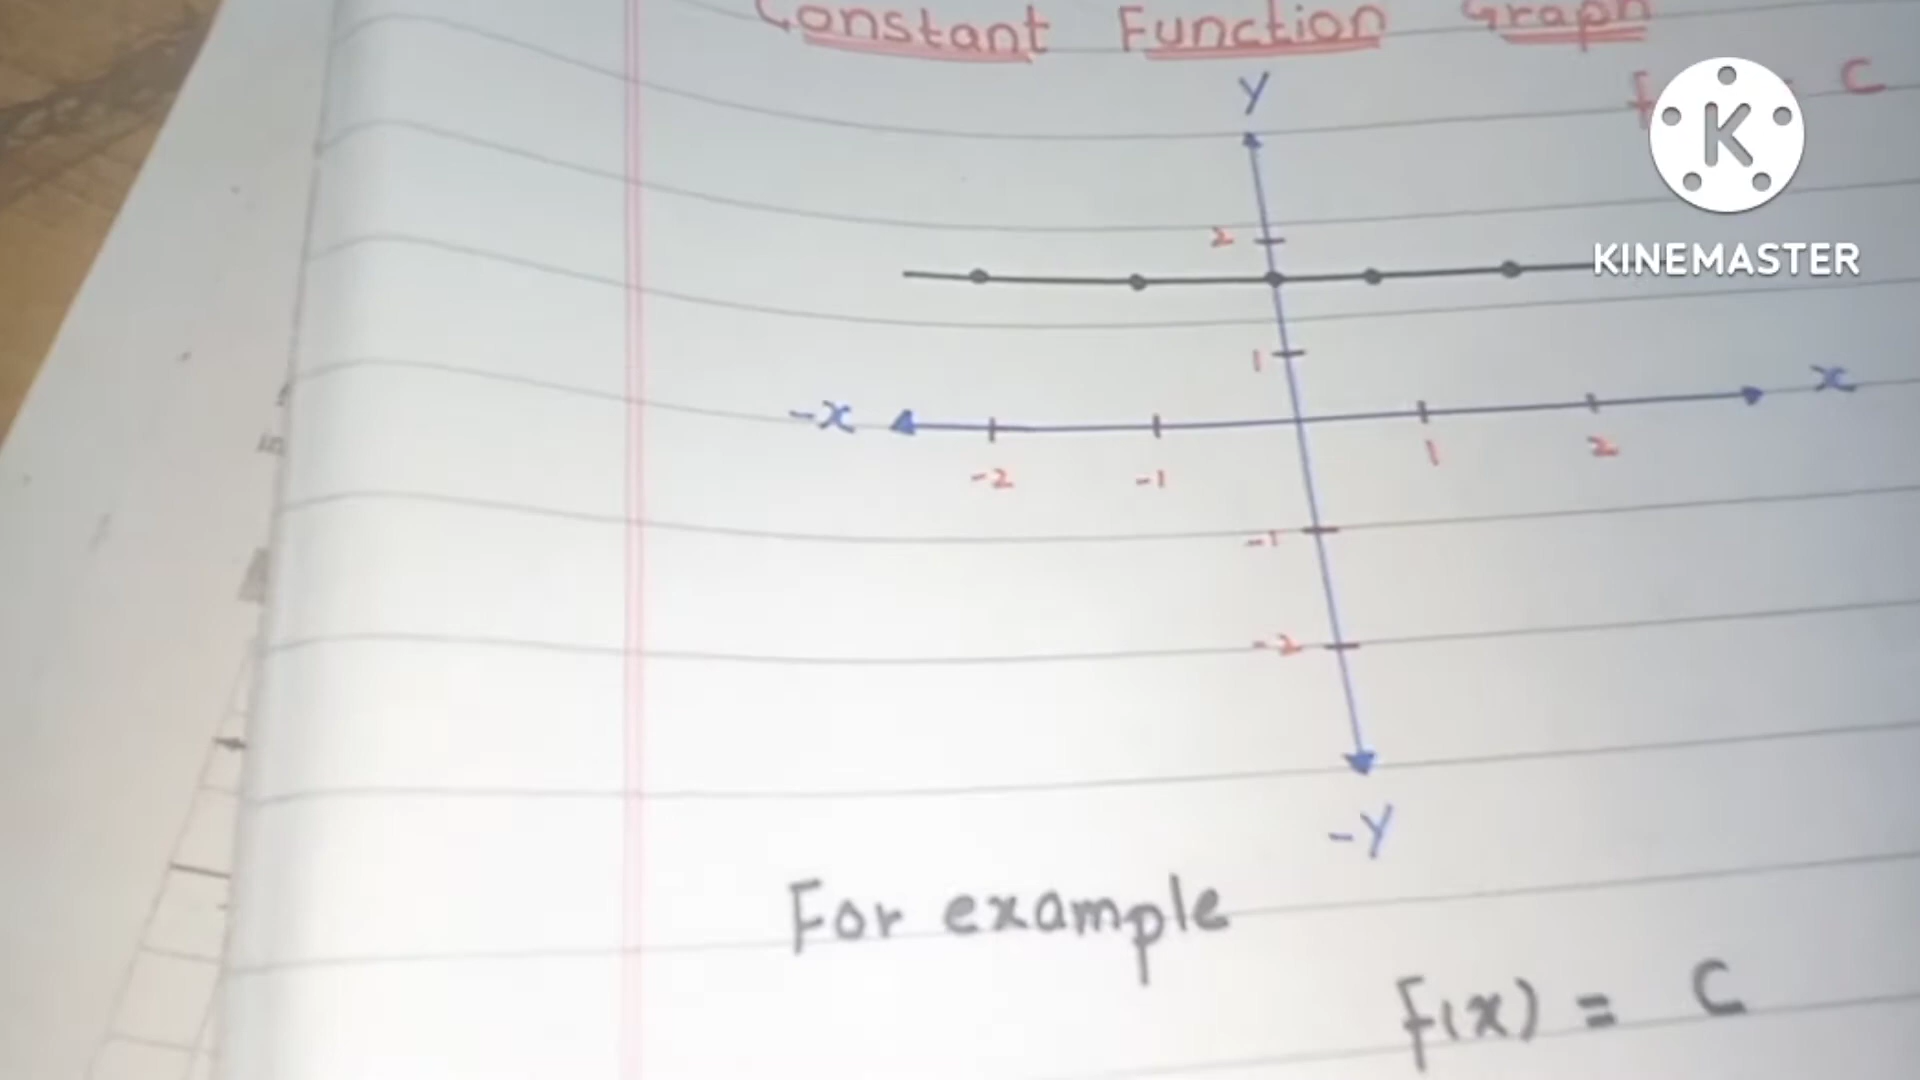 Constant Function Graph
Y
f = C
K
KINEMASTER
2
1
-x
x
-2 -1 1 2
-1
-2
-Y
For example
f(x) = C